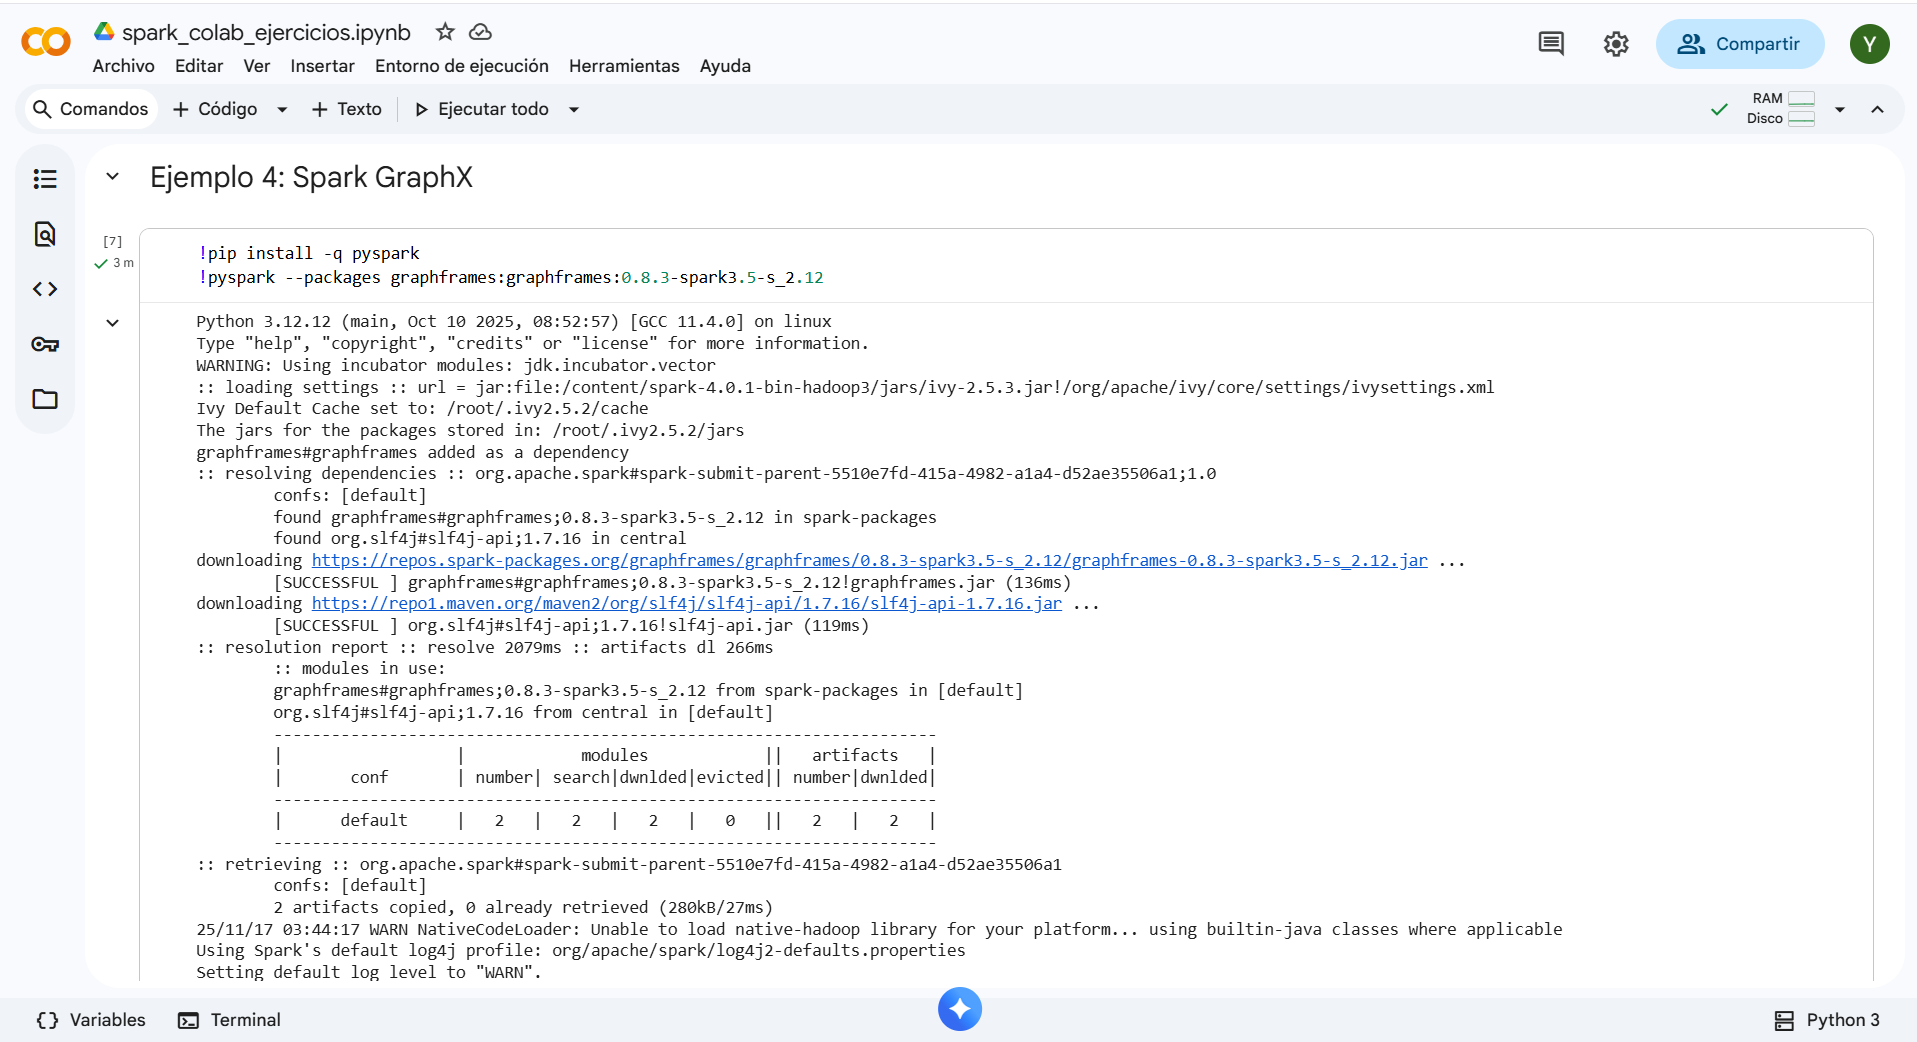 spark_colab_ejercicios.ipynb
Archivo Editar Ver Insertar Entorno de ejecución Herramientas Ayuda
Compartir
Y
Comandos + Código + Texto Ejecutar todo
RAM
Disco
Ejemplo 4: Spark GraphX
[7]
3 m
!pip install -q pyspark
!pyspark --packages graphframes:graphframes:0.8.3-spark3.5-s_2.12
Python 3.12.12 (main, Oct 10 2025, 08:52:57) [GCC 11.4.0] on linux
Type "help", "copyright", "credits" or "license" for more information.
WARNING: Using incubator modules: jdk.incubator.vector
:: loading settings :: url = jar:file:/content/spark-4.0.1-bin-hadoop3/jars/ivy-2.5.3.jar!/org/apache/ivy/core/settings/ivysettings.xml
Ivy Default Cache set to: /root/.ivy2.5.2/cache
The jars for the packages stored in: /root/.ivy2.5.2/jars
graphframes#graphframes added as a dependency
:: resolving dependencies :: org.apache.spark#spark-submit-parent-5510e7fd-415a-4982-a1a4-d52ae35506a1;1.0
confs: [default]
found graphframes#graphframes;0.8.3-spark3.5-s_2.12 in spark-packages
found org.slf4j#slf4j-api;1.7.16 in central
downloading https://repos.spark-packages.org/graphframes/graphframes/0.8.3-spark3.5-s_2.12/graphframes-0.8.3-spark3.5-s_2.12.jar ...
[SUCCESSFUL ] graphframes#graphframes;0.8.3-spark3.5-s_2.12!graphframes.jar (136ms)
downloading https://repo1.maven.org/maven2/org/slf4j/slf4j-api/1.7.16/slf4j-api-1.7.16.jar ...
[SUCCESSFUL ] org.slf4j#slf4j-api;1.7.16!slf4j-api.jar (119ms)
:: resolution report :: resolve 2079ms :: artifacts dl 266ms
:: modules in use:
graphframes#graphframes;0.8.3-spark3.5-s_2.12 from spark-packages in [default]
org.slf4j#slf4j-api;1.7.16 from central in [default]
---------------------------------------------------------------------
|                  |            modules            ||   artifacts   |
|       conf       | number| search|dwnlded|evicted|| number|dwnlded|
---------------------------------------------------------------------
|      default     |   2   |   2   |   2   |   0   ||   2   |   2   |
---------------------------------------------------------------------
:: retrieving :: org.apache.spark#spark-submit-parent-5510e7fd-415a-4982-a1a4-d52ae35506a1
confs: [default]
2 artifacts copied, 0 already retrieved (280kB/27ms)
25/11/17 03:44:17 WARN NativeCodeLoader: Unable to load native-hadoop library for your platform... using builtin-java classes where applicable
Using Spark's default log4j profile: org/apache/spark/log4j2-defaults.properties
Setting default log level to "WARN".
Variables Terminal Python 3